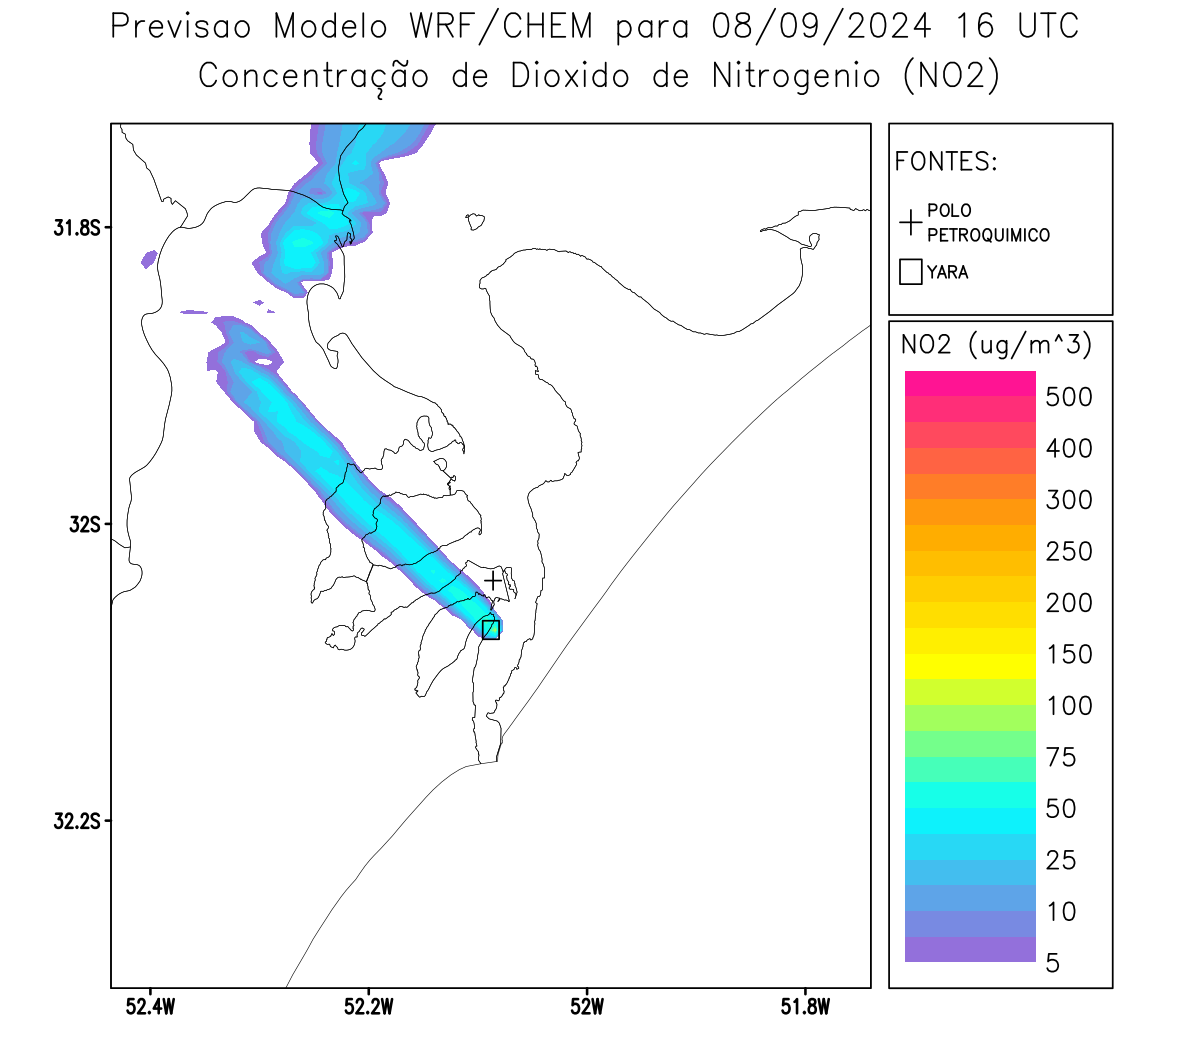 Previsao Modelo WRF/CHEM para 08/09/2024 16 UTC
Concentração de Dioxido de Nitrogenio (NO2)
FONTES:
POLO
PETROQUIMICO
YARA
NO2 (ug/m^3)
500
400
300
250
200
150
100
75
50
25
10
5
31.8S
32S
32.2S
52.4W
52.2W
52W
51.8W